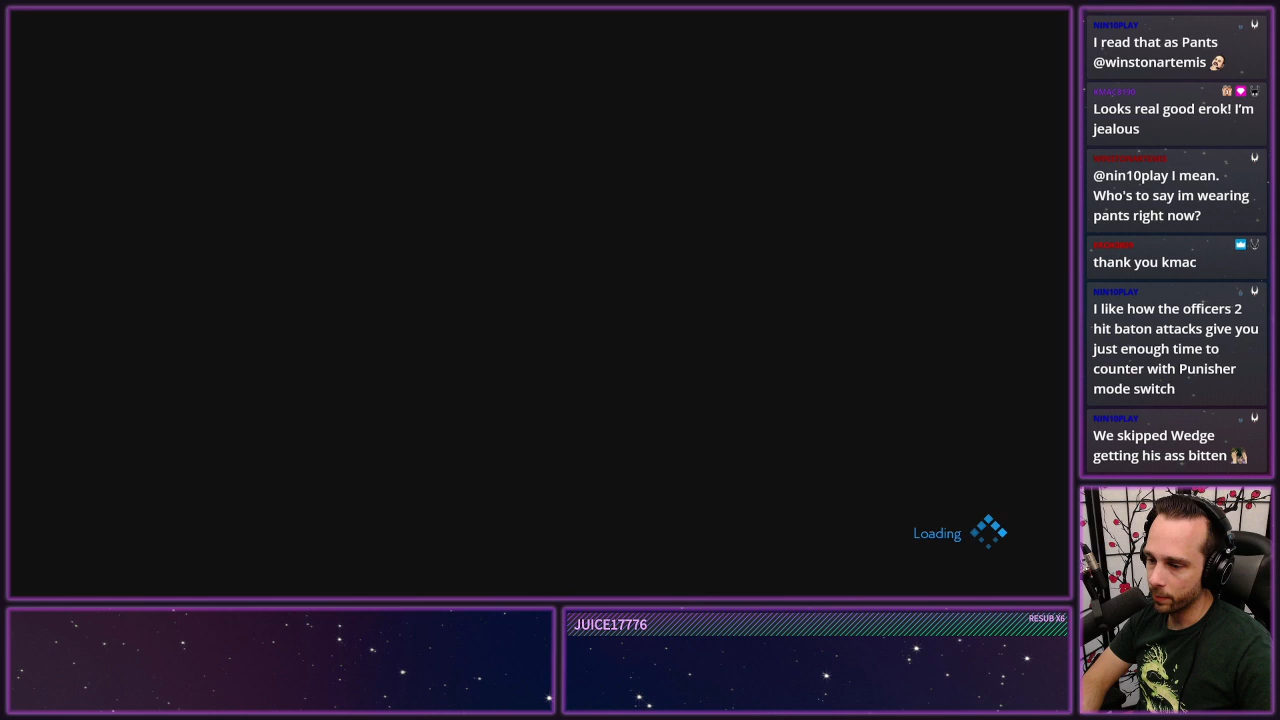 NIN10PLAY
I read that as Pants
@winstonartemis
Looks real good erok! I'm
jealous
@nin10play I mean.
Who's to say im wearing
pants right now?
thank you kmac
NIN10PLAY
I like how the officers 2
hit baton attacks give you
just enough time to
counter with Punisher
mode switch
NIN10PLAY
We skipped Wedge
getting his ass bitten
Loading
JUICE17776
RESUB X6